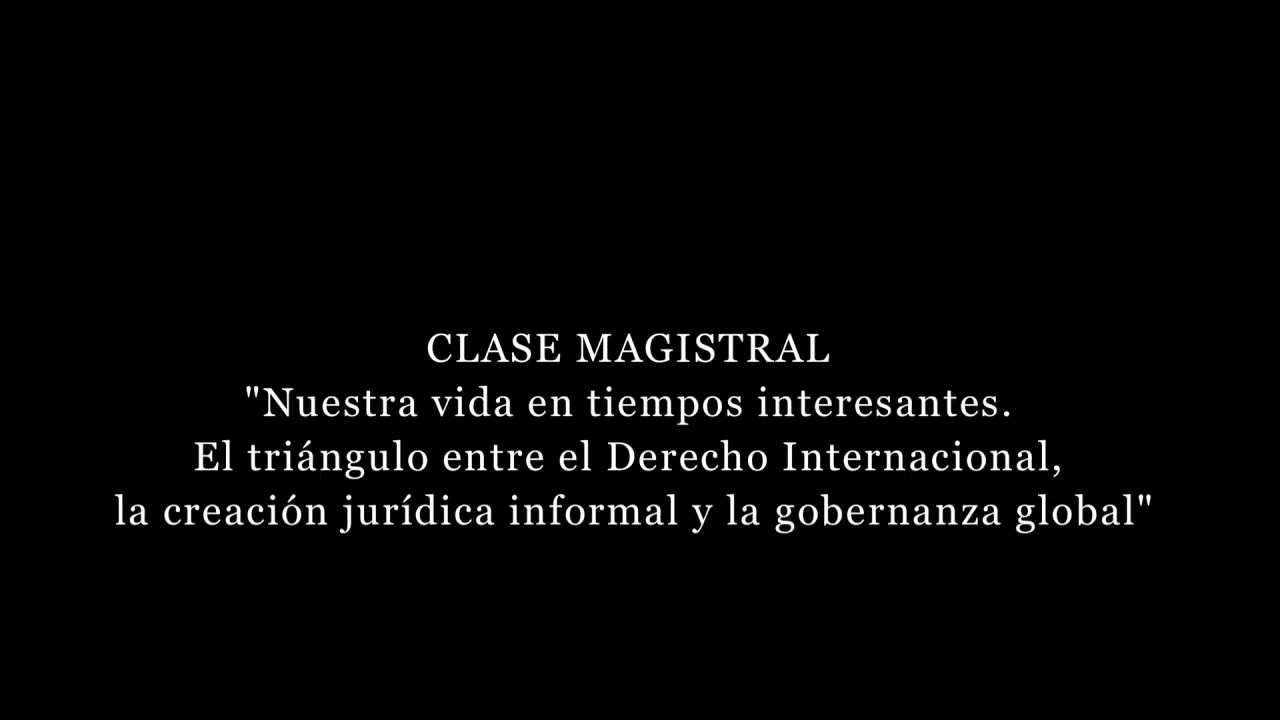 CLASE MAGISTRAL
"Nuestra vida en tiempos interesantes.
El triángulo entre el Derecho Internacional,
la creación jurídica informal y la gobernanza global"